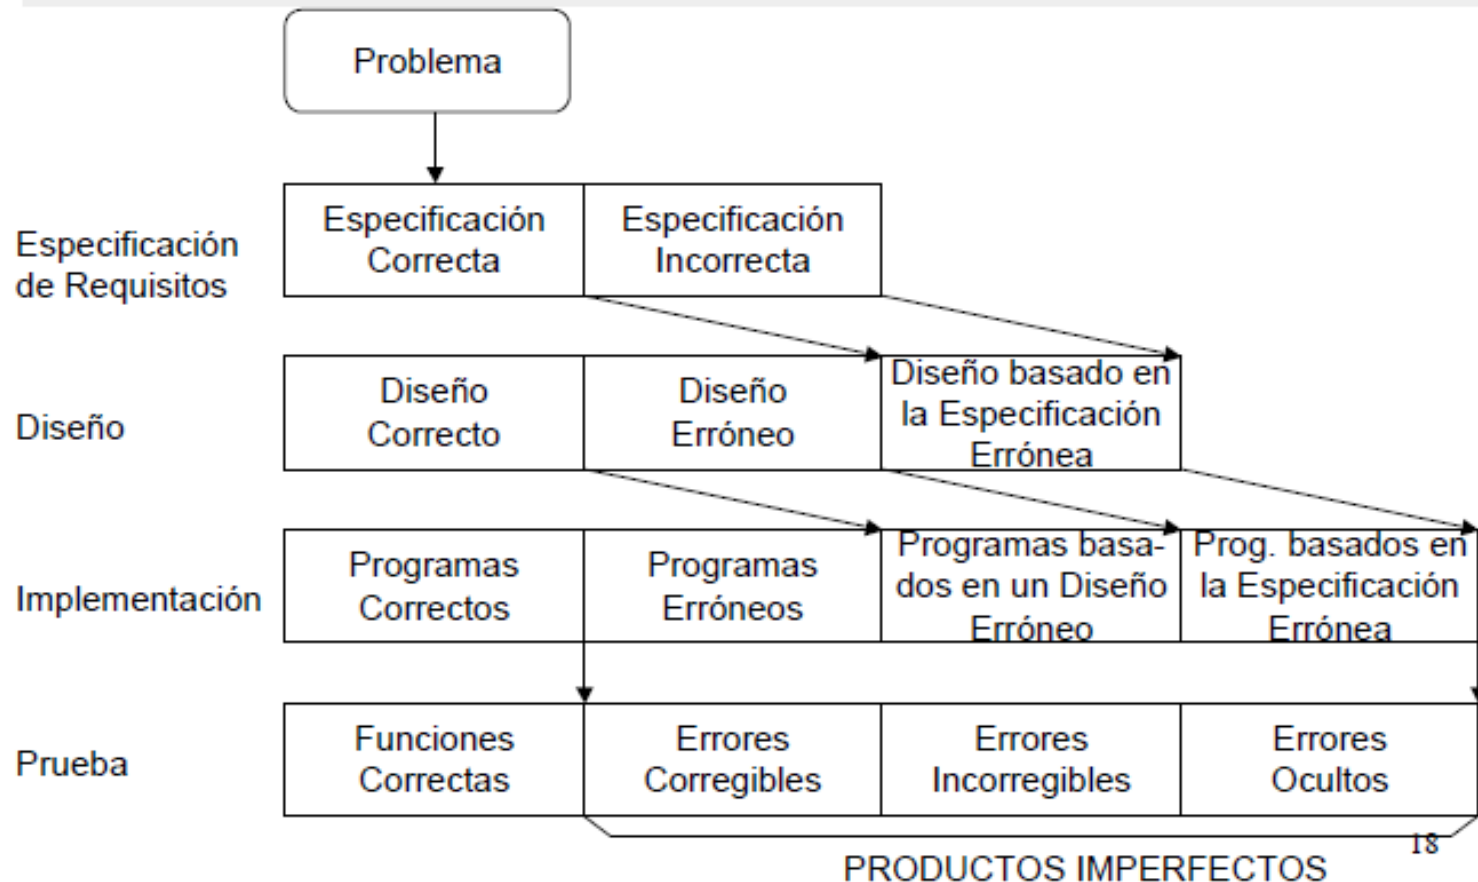 Problema
Especificación
de Requisitos
Especificación
Correcta
Especificación
Incorrecta
Diseño
Diseño
Correcto
Diseño
Erróneo
Diseño basado en
la Especificación
Errónea
Implementación
Programas
Correctos
Programas
Erróneos
Programas basa-
dos en un Diseño
Erróneo
Prog. basados en
la Especificación
Errónea
Prueba
Funciones
Correctas
Errores
Corregibles
Errores
Incorregibles
Errores
Ocultos
18
PRODUCTOS IMPERFECTOS